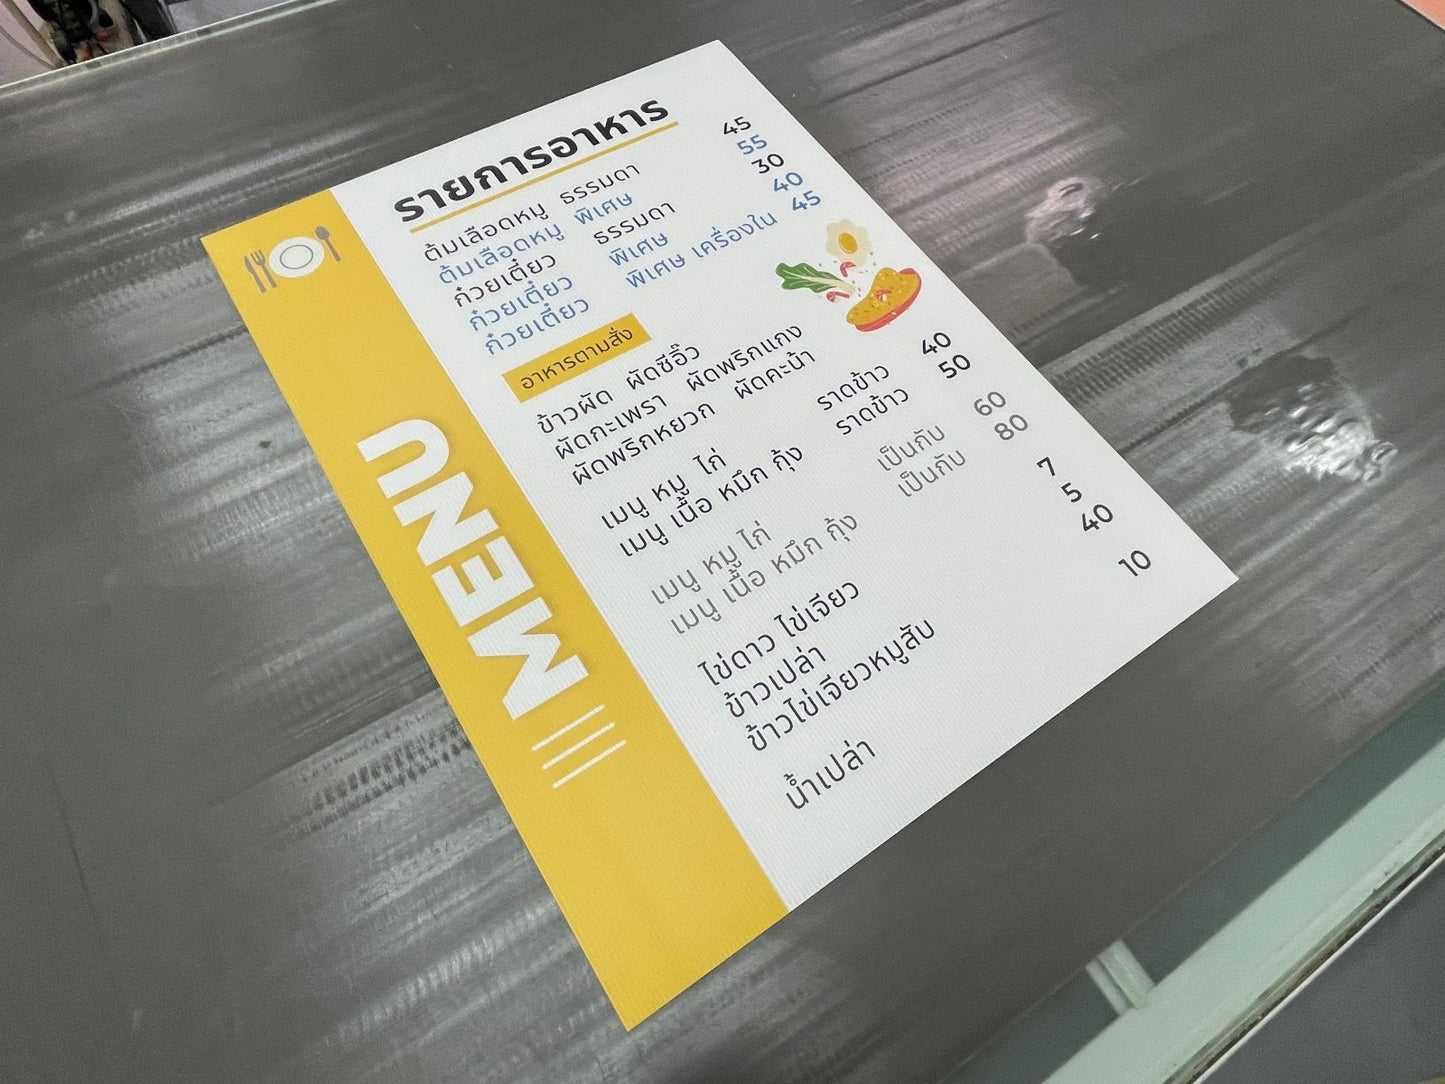 MENU
รายการอาหาร
ต้มเลือดหมู ธรรมดา 45
ต้มเลือดหมู พิเศษ 55
ก๋วยเตี๋ยว ธรรมดา 30
ก๋วยเตี๋ยว พิเศษ 40
ก๋วยเตี๋ยว พิเศษ เครื่องใน 45
อาหารตามสั่ง
ข้าวผัด ผัดซีอิ๊ว
ผัดกะเพรา ผัดพริกแกง
ผัดพริกหยวก ผัดคะน้า
เมนู หมู ไก่ ราดข้าว 40
เมนู เนื้อ หมึก กุ้ง ราดข้าว 50
เมนู หมู ไก่ เป็นกับ 60
เมนู เนื้อ หมึก กุ้ง เป็นกับ 80
ไข่ดาว ไข่เจียว 7
ข้าวเปล่า 5
ข้าวไข่เจียวหมูสับ 40
น้ำเปล่า 10